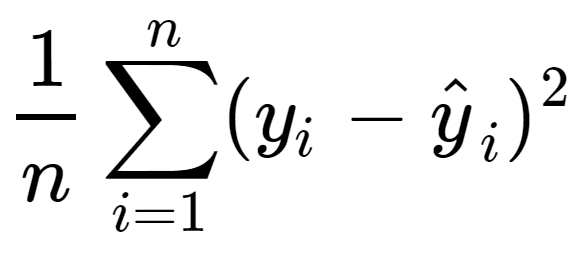 \frac{1}{n} \sum_{i=1}^{n} (y_i - \hat{y}_i)^2